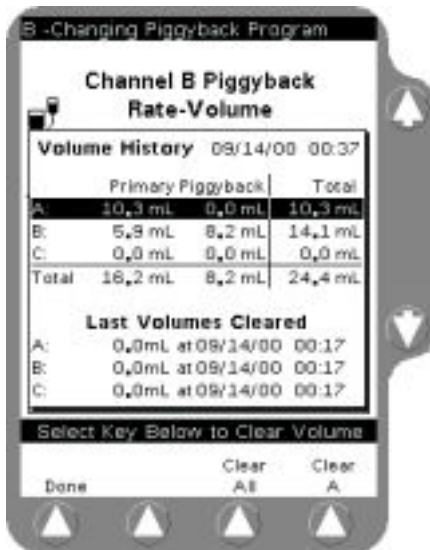 B -Changing Piggyback Program
Channel B Piggyback
Rate-Volume
Volume History 09/14/00 00:37
Primary Piggyback Total
A: 10.3 mL 0.0 mL 10.3 mL
B: 5.9 mL 8.2 mL 14.1 mL
C: 0.0 mL 0.0 mL 0.0 mL
Total 16.2 mL 8.2 mL 24.4 mL
Last Volumes Cleared
A: 0.0mL at 09/14/00 00:17
B: 0.0mL at 09/14/00 00:17
C: 0.0mL at 09/14/00 00:17
Select Key Below to Clear Volume
Done Clear All Clear A